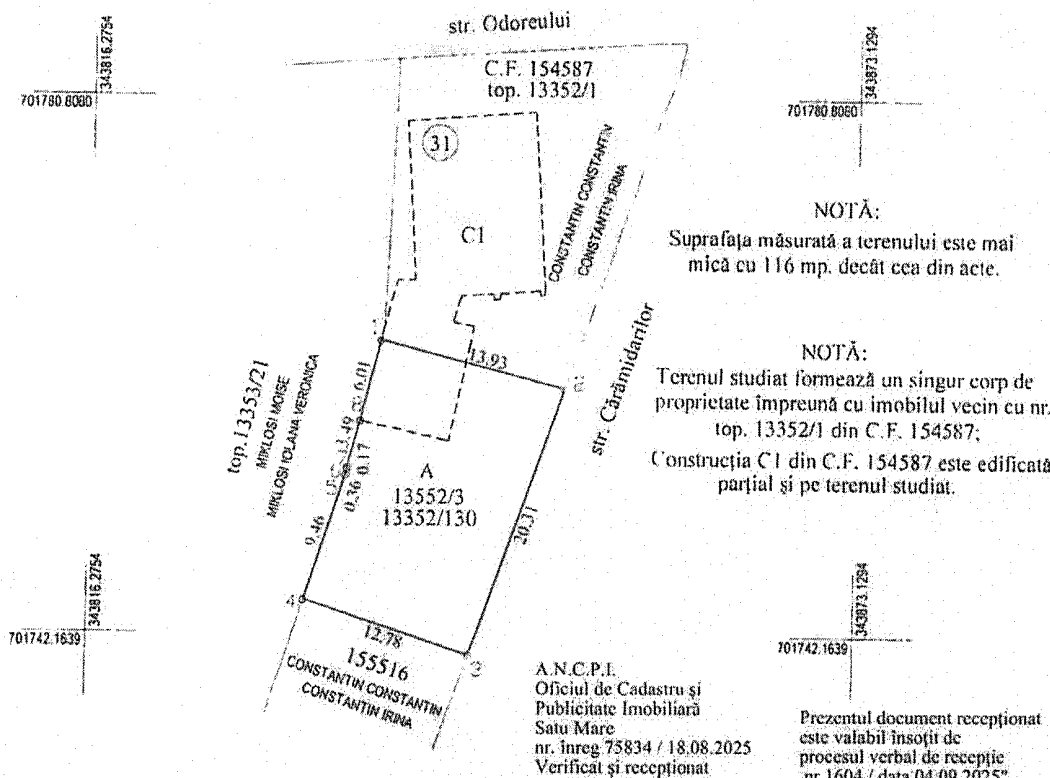 str. Odoreului
C.F. 154587
top. 13352/1
343816.2754
701780.8080
343873.1294
701780.8080
31
C1
CONSTANTIN CONSTANTIN
CONSTANTIN IRINA
NOTĂ:
Suprafața măsurată a terenului este mai
mică cu 116 mp. decât cea din acte.
str. Cărămidarilor
NOTĂ:
Terenul studiat formează un singur corp de
proprietate împreună cu imobilul vecin cu nr.
top. 13352/1 din C.F. 154587;
Construcția C1 din C.F. 154587 este edificată
parțial și pe terenul studiat.
13.93
top.13353/21
MIKLOSI MOISE
MIKLOSI IOLANA VERONICA
6.01
13.49
0.17
0.36
9.46
A
13552/3
13352/130
20.31
4
12.78
155516
CONSTANTIN CONSTANTIN
CONSTANTIN IRINA
343816.2754
701742.1639
343873.1294
701742.1639
A.N.C.P.I.
Oficiul de Cadastru și
Publicitate Imobiliară
Satu Mare
nr. înreg 75834 / 18.08.2025
Verificat și recepționat
Prezentul document recepționat
este valabil însoțit de
procesul verbal de recepție
nr 1604 / data 04.09.2025"